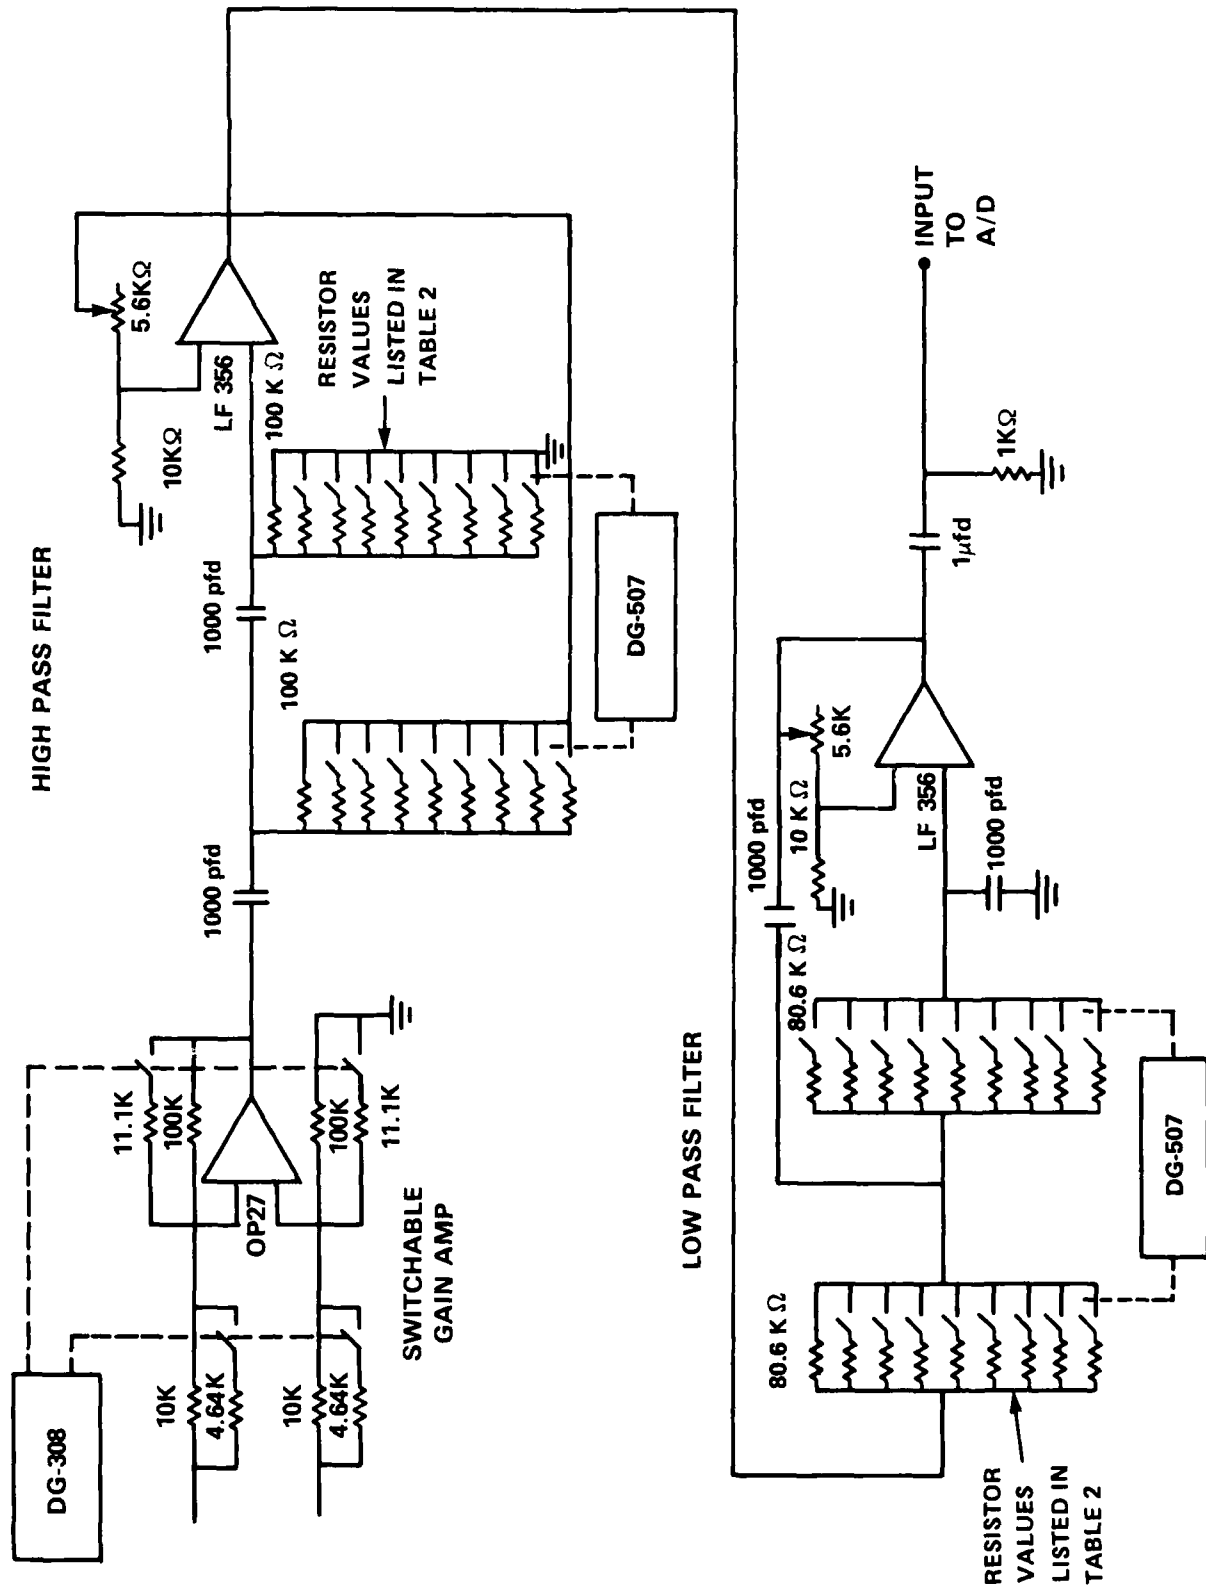 HIGH PASS FILTER
DG-308
11.1K
100K
10K
4.64K
OP27
10K
4.64K
100K
11.1K
SWITCHABLE
GAIN AMP
1000 pfd
1000 pfd
100 K Ω
100 K Ω
10KΩ
5.6KΩ
LF 356
RESISTOR
VALUES
LISTED IN
TABLE 2
DG-507
LOW PASS FILTER
80.6 K Ω
80.6 K Ω
1000 pfd
10 K Ω
5.6K
LF 356
1000 pfd
1μfd
1KΩ
INPUT
TO
A/D
DG-507
RESISTOR
VALUES
LISTED IN
TABLE 2